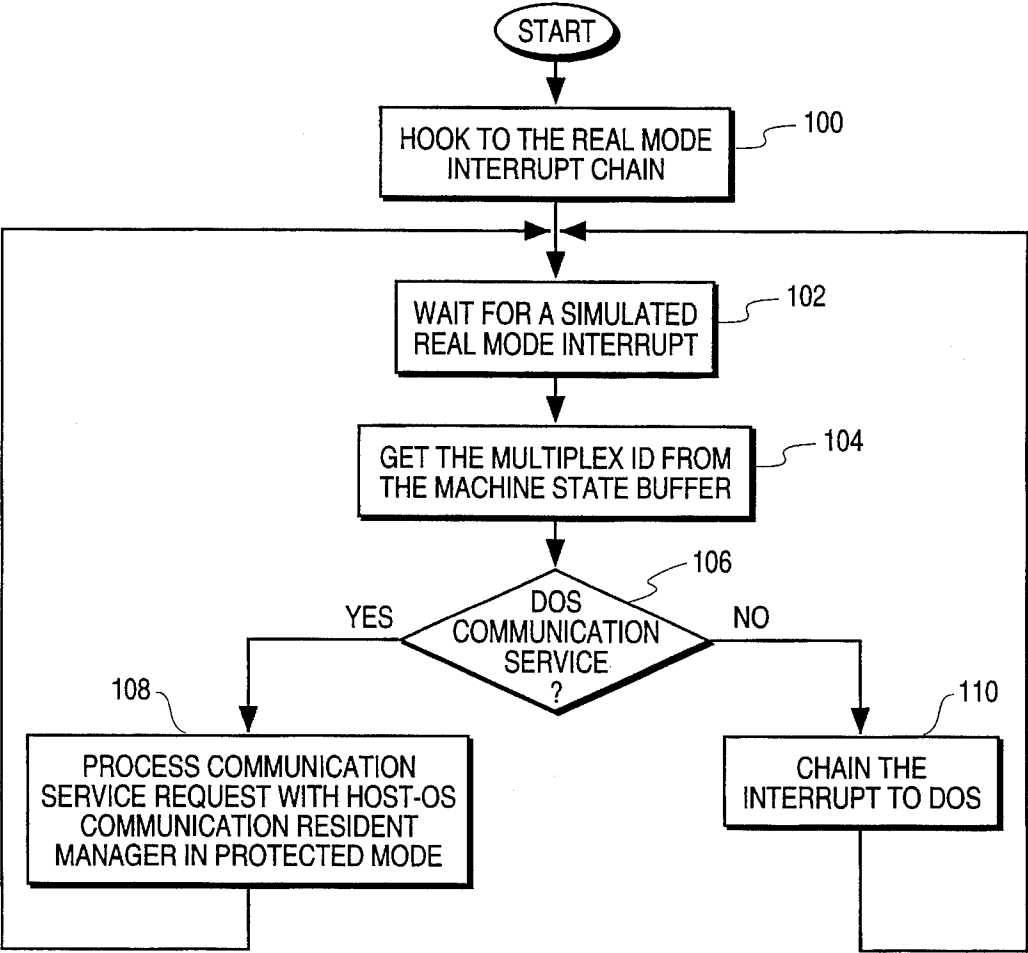 START
HOOK TO THE REAL MODE
INTERRUPT CHAIN
100
WAIT FOR A SIMULATED
REAL MODE INTERRUPT
102
GET THE MULTIPLEX ID FROM
THE MACHINE STATE BUFFER
104
DOS
COMMUNICATION
SERVICE
?
106
YES
NO
108
PROCESS COMMUNICATION
SERVICE REQUEST WITH HOST-OS
COMMUNICATION RESIDENT
MANAGER IN PROTECTED MODE
110
CHAIN THE
INTERRUPT TO DOS